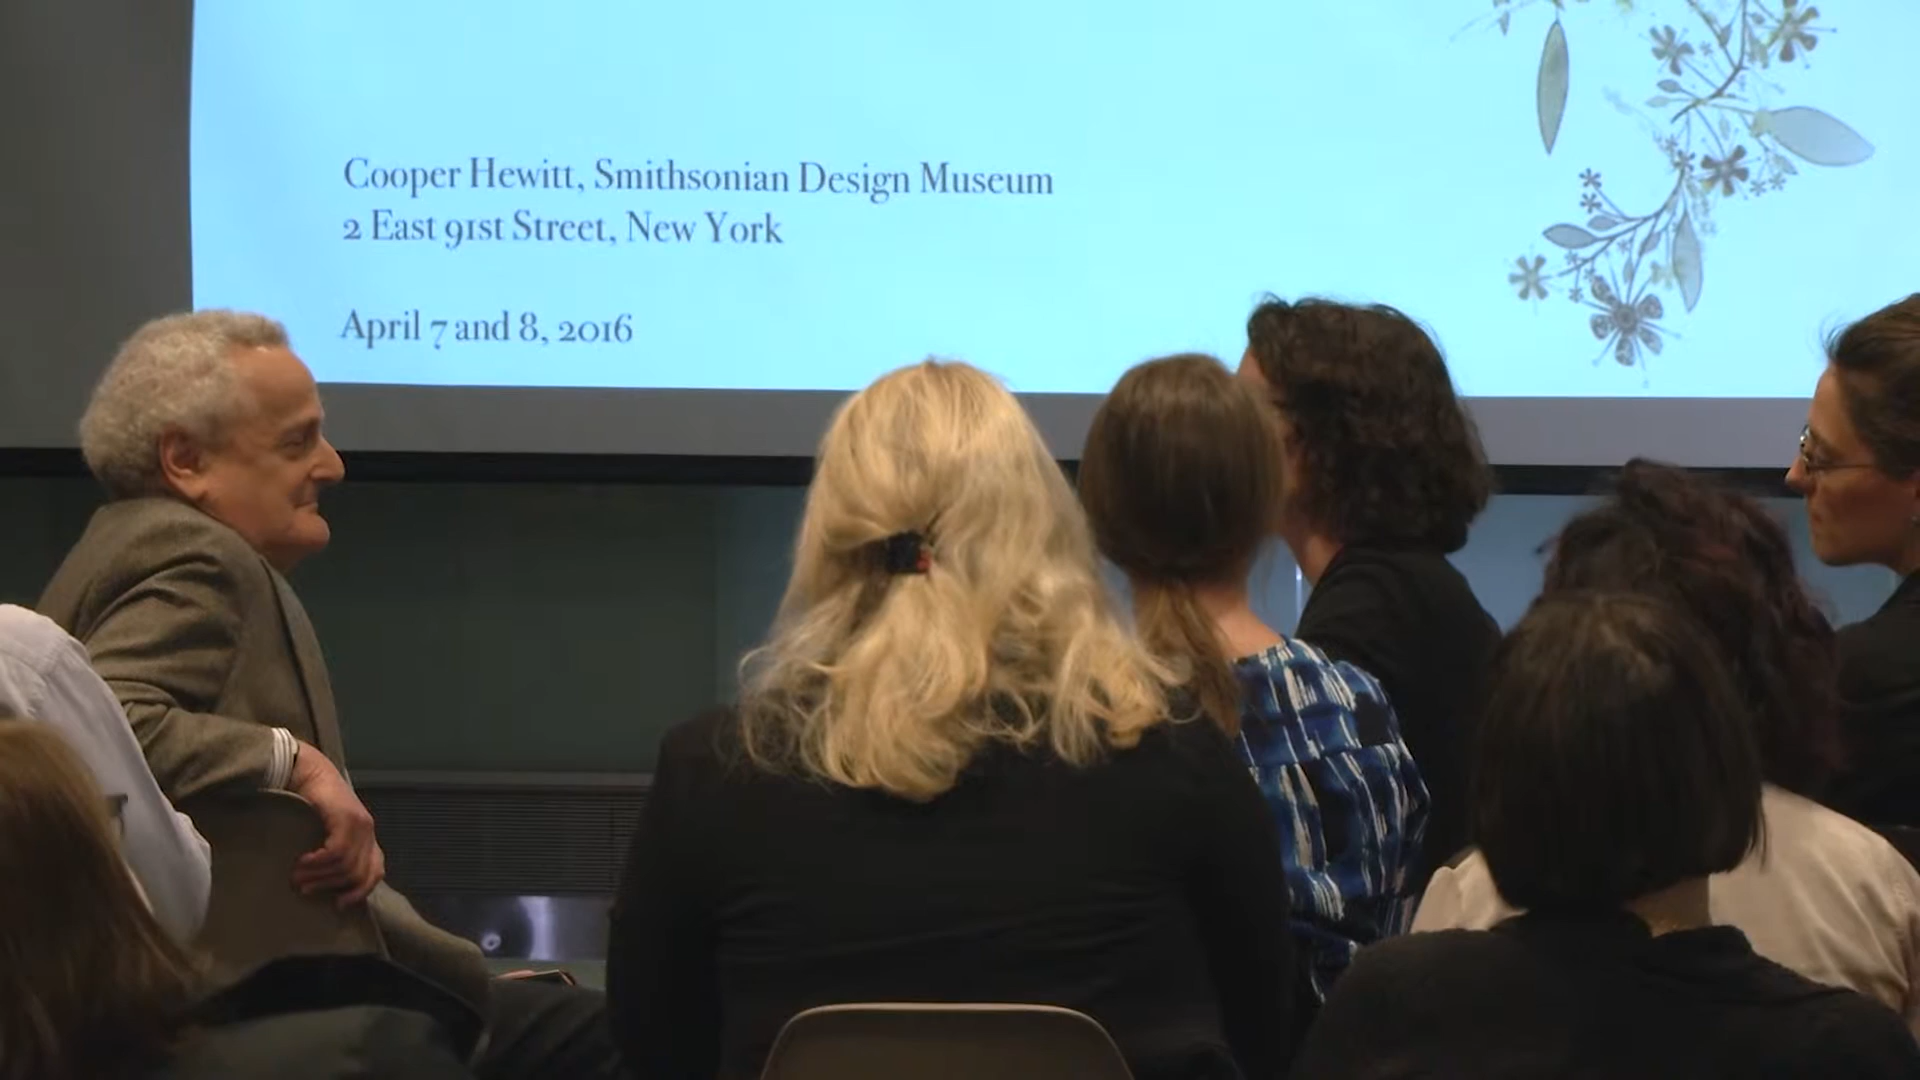 Cooper Hewitt, Smithsonian Design Museum
2 East 91st Street, New York
April 7 and 8, 2016